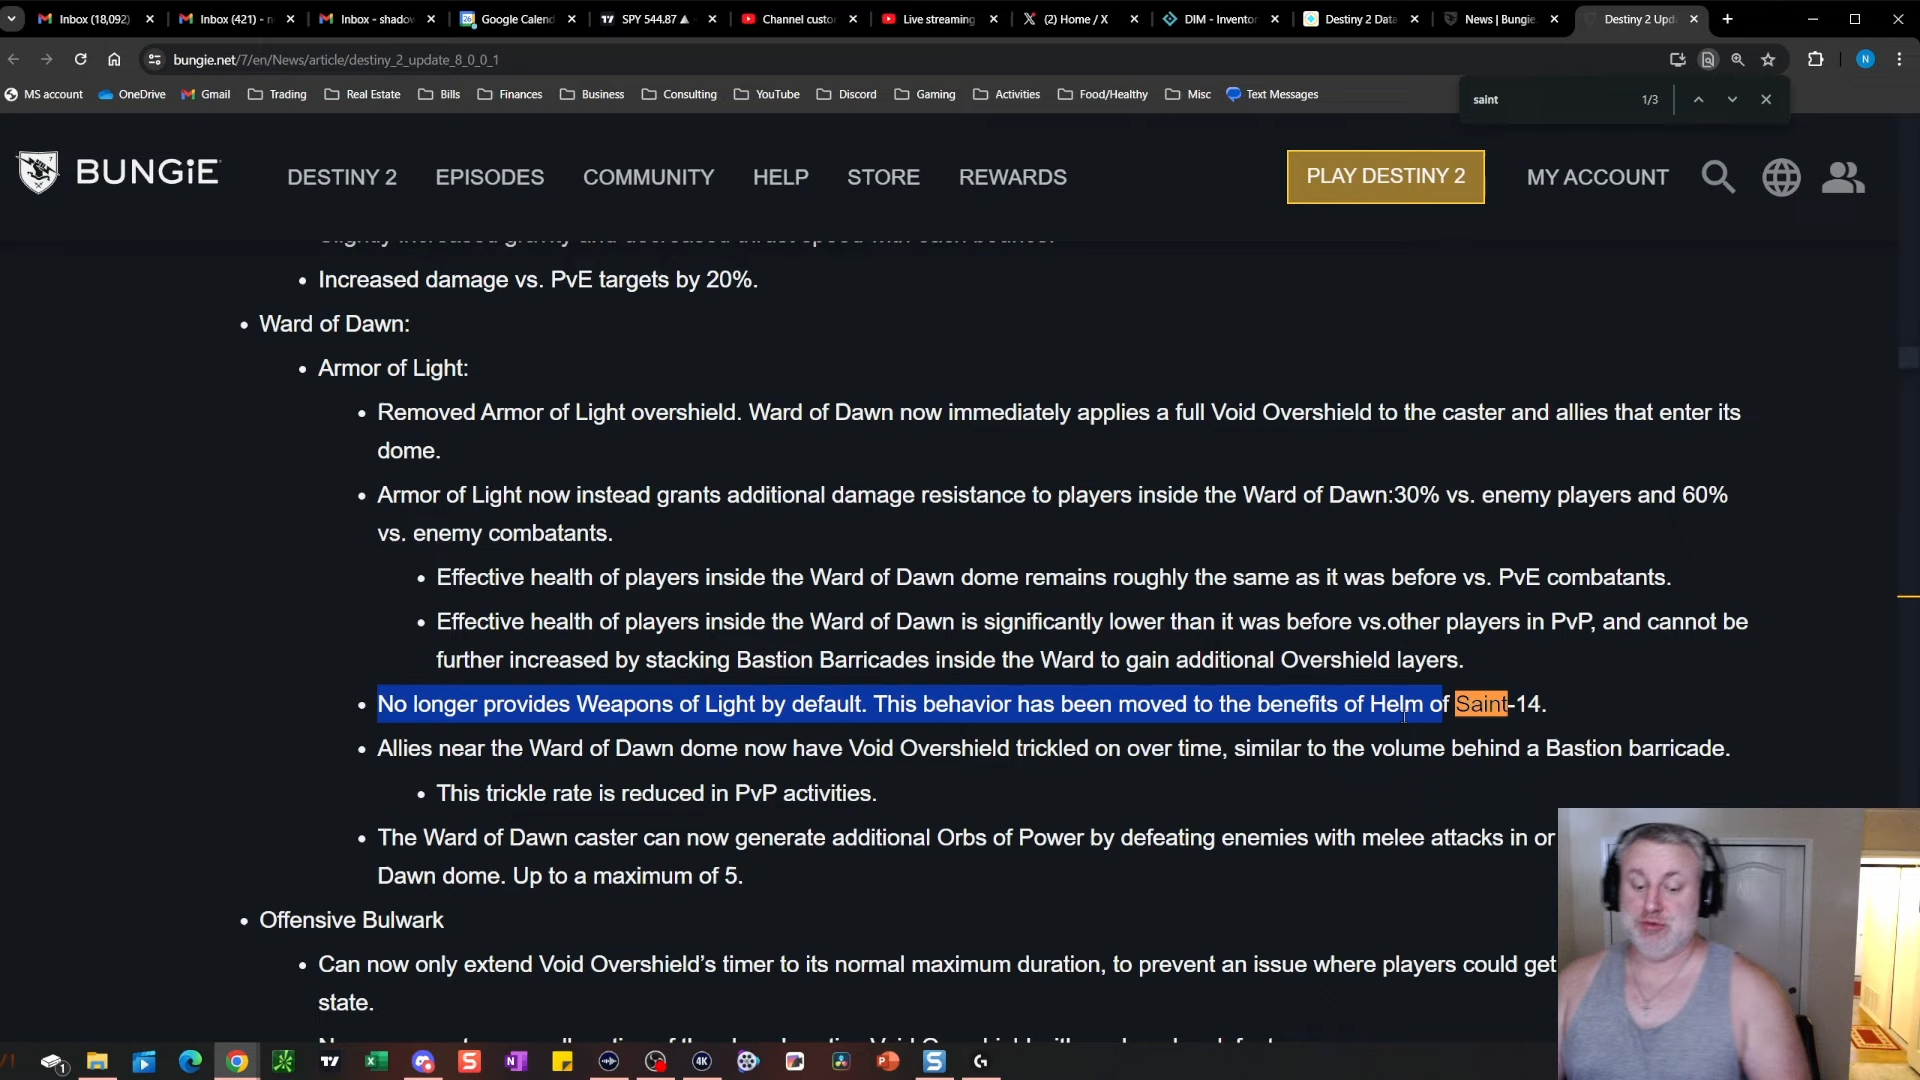 Inbox (18,092)
Inbox (421) - n
Inbox - shado
Google Calend
SPY 544.87
Channel custo
Live streaming
(2) Home / X
DIM - Inventor
Destiny 2 Data
News | Bungie
Destiny 2 Upd
bungie.net/7/en/News/article/destiny_2_update_8_0_0_1
MS account OneDrive Gmail Trading Real Estate Bills Finances Business Consulting YouTube Discord Gaming Activities Food/Healthy Misc Text Messages
saint 1/3
BUNGiE
DESTINY 2 EPISODES COMMUNITY HELP STORE REWARDS PLAY DESTINY 2 MY ACCOUNT
Slightly increased gravity and decreased thrust speed with each bounce.
• Increased damage vs. PvE targets by 20%.
• Ward of Dawn:
• Armor of Light:
• Removed Armor of Light overshield. Ward of Dawn now immediately applies a full Void Overshield to the caster and allies that enter its
dome.
• Armor of Light now instead grants additional damage resistance to players inside the Ward of Dawn:30% vs. enemy players and 60%
vs. enemy combatants.
• Effective health of players inside the Ward of Dawn dome remains roughly the same as it was before vs. PvE combatants.
• Effective health of players inside the Ward of Dawn is significantly lower than it was before vs.other players in PvP, and cannot be
further increased by stacking Bastion Barricades inside the Ward to gain additional Overshield layers.
• No longer provides Weapons of Light by default. This behavior has been moved to the benefits of Helm of Saint-14.
• Allies near the Ward of Dawn dome now have Void Overshield trickled on over time, similar to the volume behind a Bastion barricade.
• This trickle rate is reduced in PvP activities.
• The Ward of Dawn caster can now generate additional Orbs of Power by defeating enemies with melee attacks in or
Dawn dome. Up to a maximum of 5.
• Offensive Bulwark
• Can now only extend Void Overshield’s timer to its normal maximum duration, to prevent an issue where players could get
state.